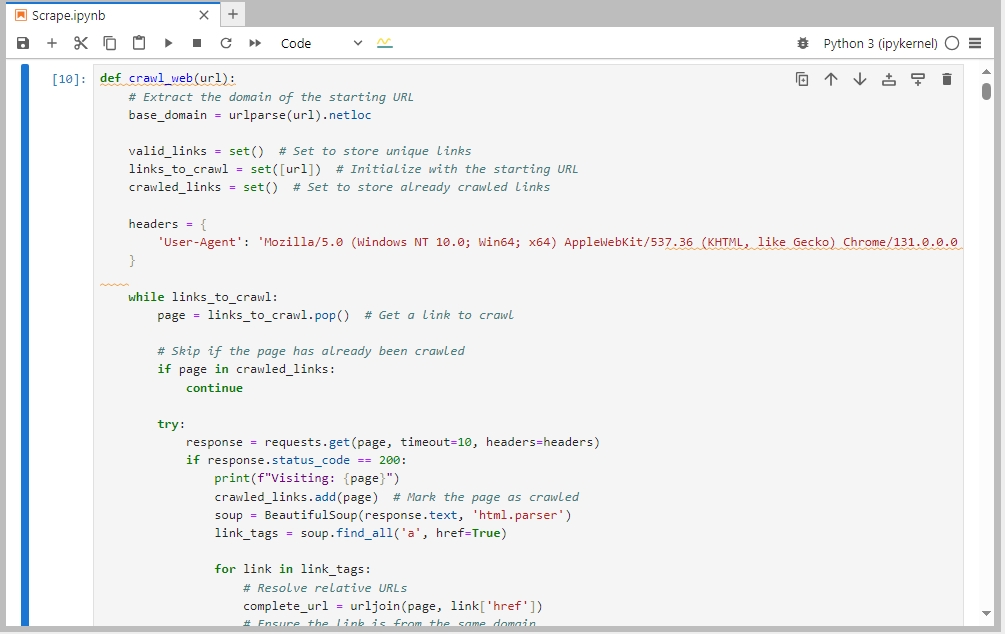 Scrape.ipynb
Code
Python 3 (ipykernel)
[10]:
def crawl_web(url):
    # Extract the domain of the starting URL
    base_domain = urlparse(url).netloc
    valid_links = set()  # Set to store unique links
    links_to_crawl = set([url])  # Initialize with the starting URL
    crawled_links = set()  # Set to store already crawled links
    headers = {
        'User-Agent': 'Mozilla/5.0 (Windows NT 10.0; Win64; x64) AppleWebKit/537.36 (KHTML, like Gecko) Chrome/131.0.0.0
    }
    while links_to_crawl:
        page = links_to_crawl.pop()  # Get a link to crawl
        # Skip if the page has already been crawled
        if page in crawled_links:
            continue
        try:
            response = requests.get(page, timeout=10, headers=headers)
            if response.status_code == 200:
                print(f"Visiting: {page}")
                crawled_links.add(page)  # Mark the page as crawled
                soup = BeautifulSoup(response.text, 'html.parser')
                link_tags = soup.find_all('a', href=True)
                for link in link_tags:
                    # Resolve relative URLs
                    complete_url = urljoin(page, link['href'])
                    # Ensure the link is from the same domain